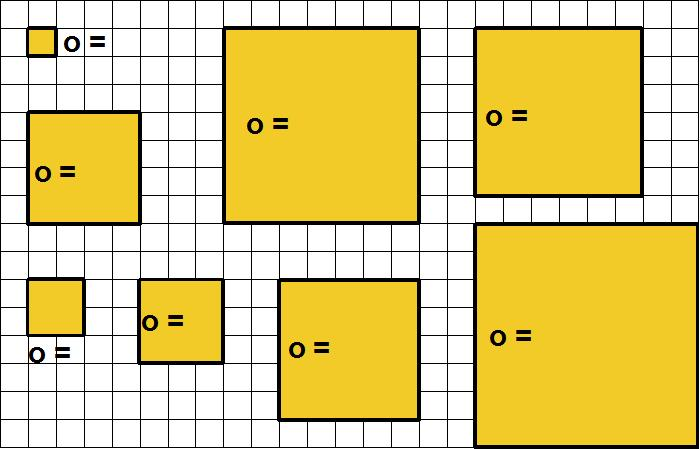 o =
o =
o =
o =
o =
o =
o =
o =